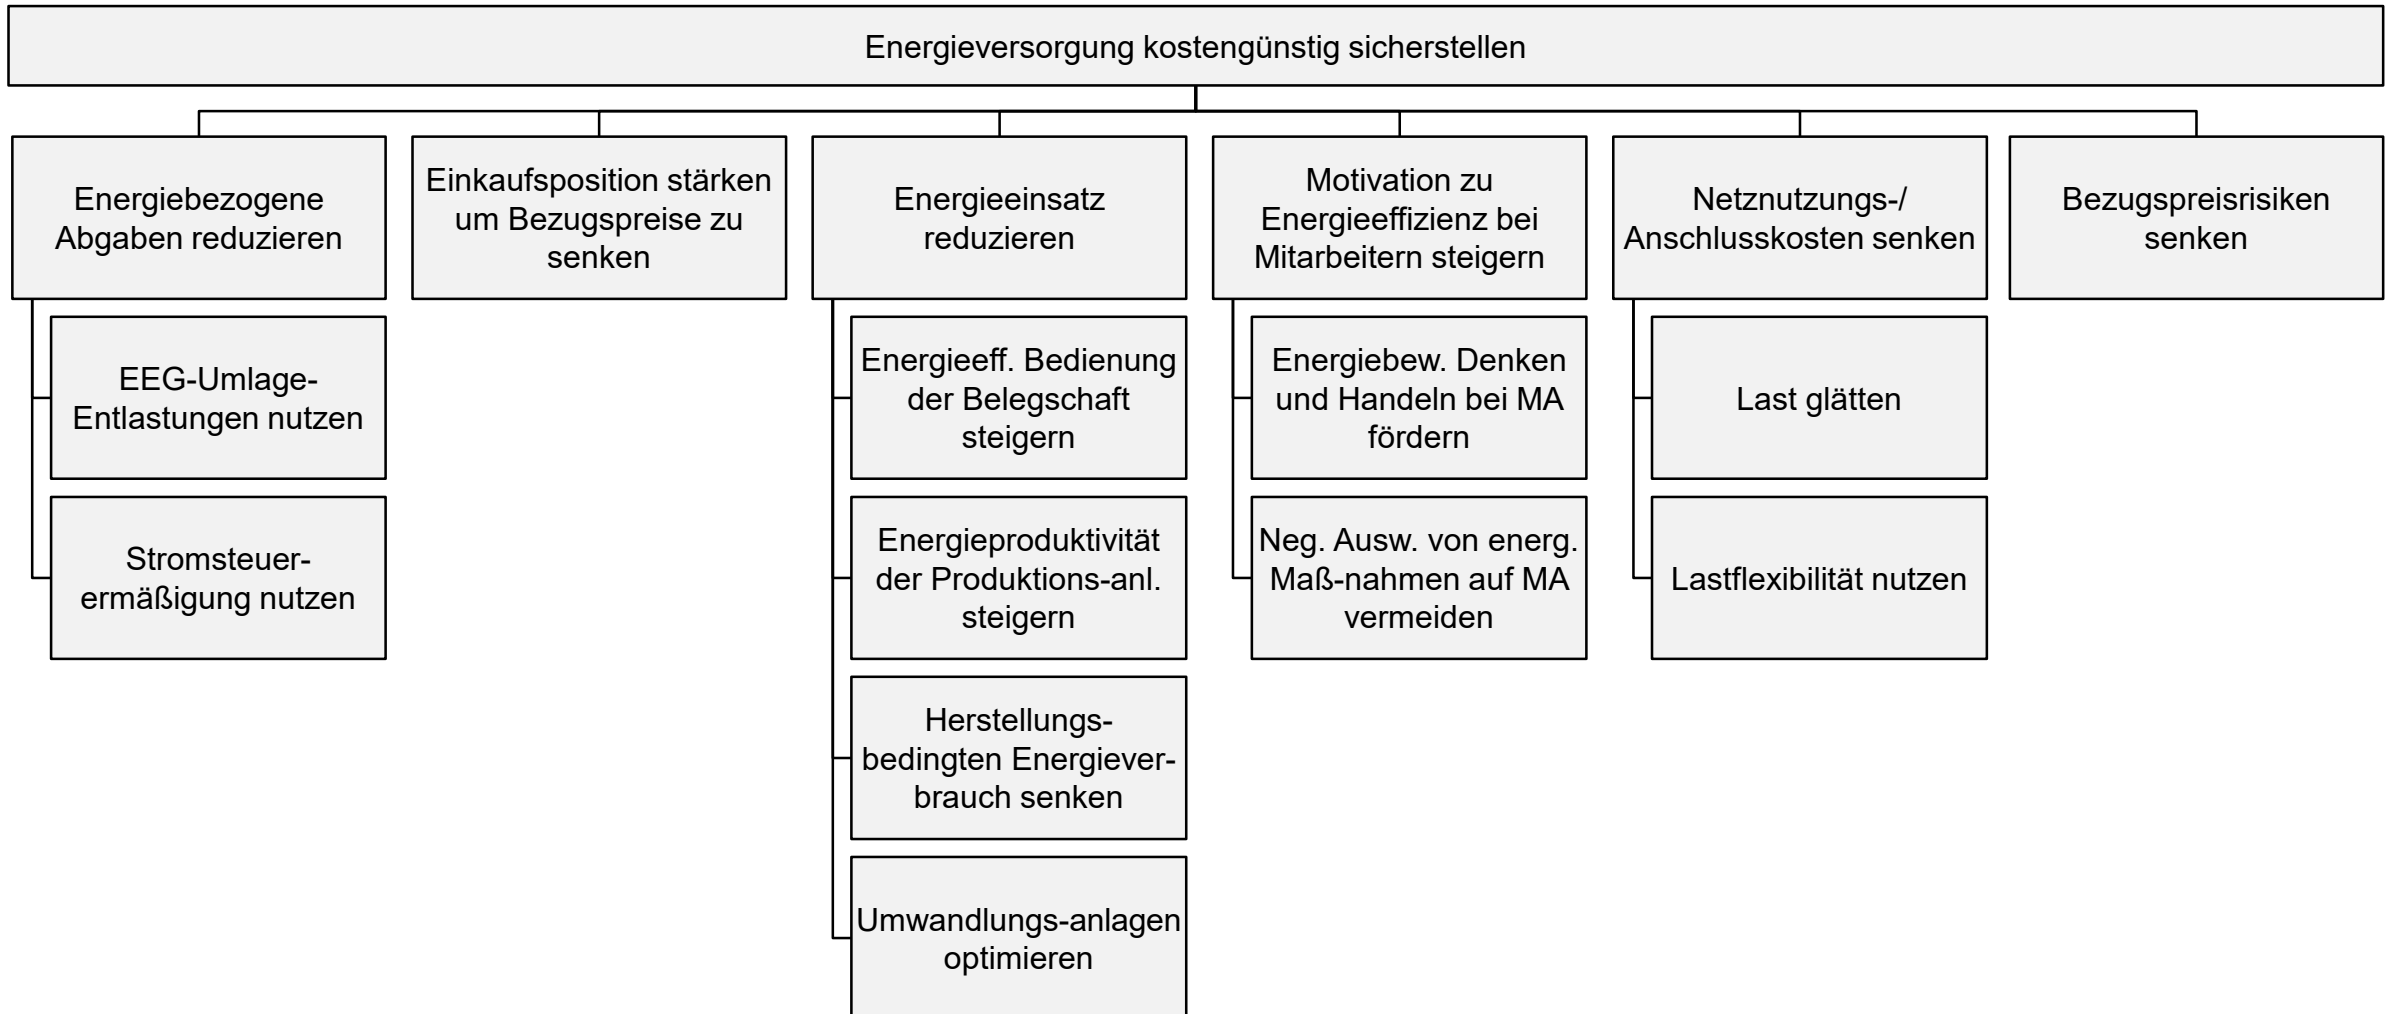 Energieversorgung kostengünstig sicherstellen
Energiebezogene
Abgaben reduzieren
EEG-Umlage-
Entlastungen nutzen
Stromsteuer-
ermäßigung nutzen
Einkaufsposition stärken
um Bezugspreise zu
senken
Energieeinsatz
reduzieren
Energieeff. Bedienung
der Belegschaft
steigern
Energieproduktivität
der Produktions-anl.
steigern
Herstellungs-
bedingten Energiever-
brauch senken
Umwandlungs-anlagen
optimieren
Motivation zu
Energieeffizienz bei
Mitarbeitern steigern
Energiebew. Denken
und Handeln bei MA
fördern
Neg. Ausw. von energ.
Maß-nahmen auf MA
vermeiden
Netznutzungs-/
Anschlusskosten senken
Last glätten
Lastflexibilität nutzen
Bezugspreisrisiken
senken